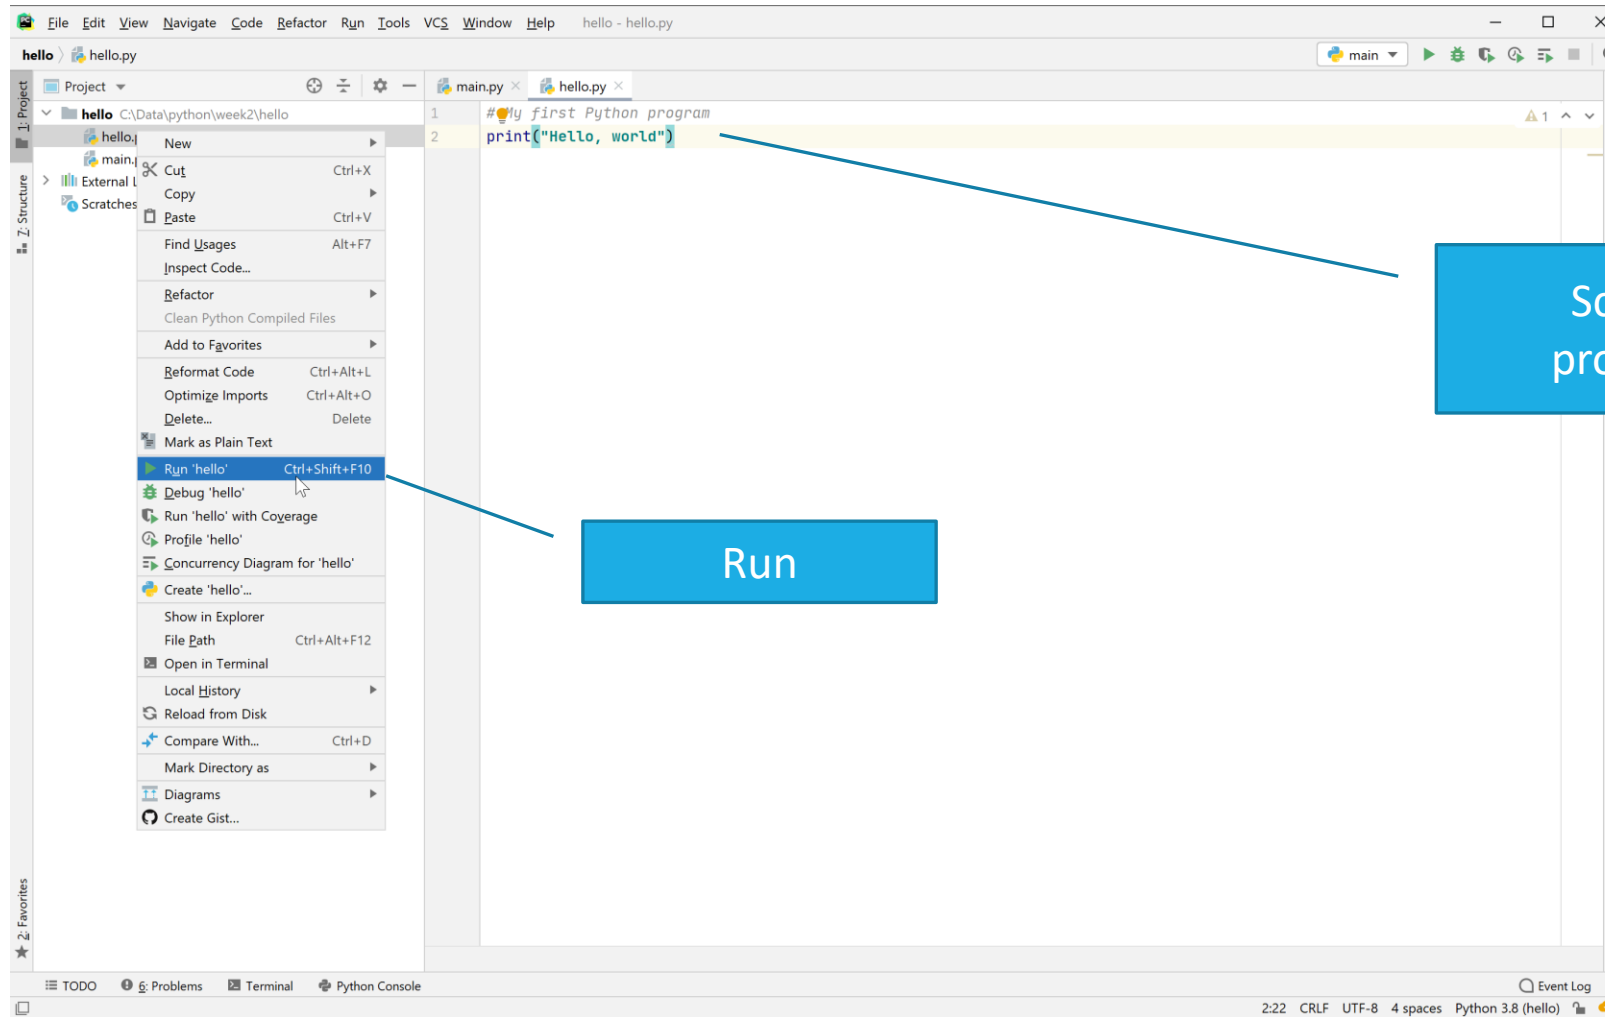 File Edit View Navigate Code Refactor Run Tools VCS Window Help hello - hello.py
hello hello.py main
1: Project
Z: Structure
2: Favorites
Project
hello C:\Data\python\week2\hello
External
Scratches
New
Cut Ctrl+X
Copy
Paste Ctrl+V
Find Usages Alt+F7
Inspect Code...
Refactor
Clean Python Compiled Files
Add to Favorites
Reformat Code Ctrl+Alt+L
Optimize Imports Ctrl+Alt+O
Delete... Delete
Mark as Plain Text
Run 'hello' Ctrl+Shift+F10
Debug 'hello'
Run 'hello' with Coverage
Profile 'hello'
Concurrency Diagram for 'hello'
Create 'hello'...
Show in Explorer
File Path Ctrl+Alt+F12
Open in Terminal
Local History
Reload from Disk
Compare With... Ctrl+D
Mark Directory as
Diagrams
Create Gist...
main.py hello.py
1 #My first Python program
2 print("Hello, world")
1
Run
TODO 6: Problems Terminal Python Console Event Log
2:22 CRLF UTF-8 4 spaces Python 3.8 (hello)